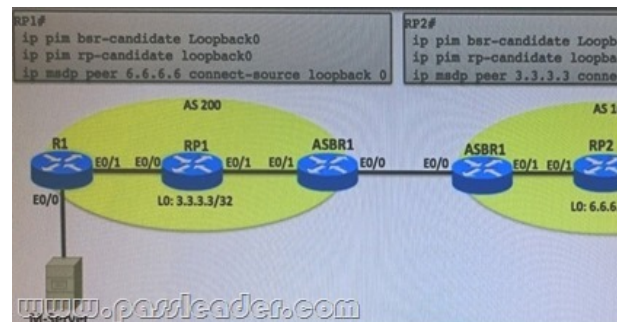 RP1#
ip pim bsr-candidate Loopback0
ip pim rp-candidate loopback0
ip msdp peer 6.6.6.6 connect-source loopback 0
RP2#
ip pim bsr-candidate Loopb
ip pim rp-candidate loopba
ip msdp peer 3.3.3.3 conne
AS 200
AS 1
R1
RP1
ASBR1
ASBR1
RP2
E0/1
E0/0
E0/1
E0/0
E0/0
E0/0
E0/1
E0/1
E0/0
L0: 3.3.3.3/32
L0: 6.6.6.
www.passleader.com
M-Server